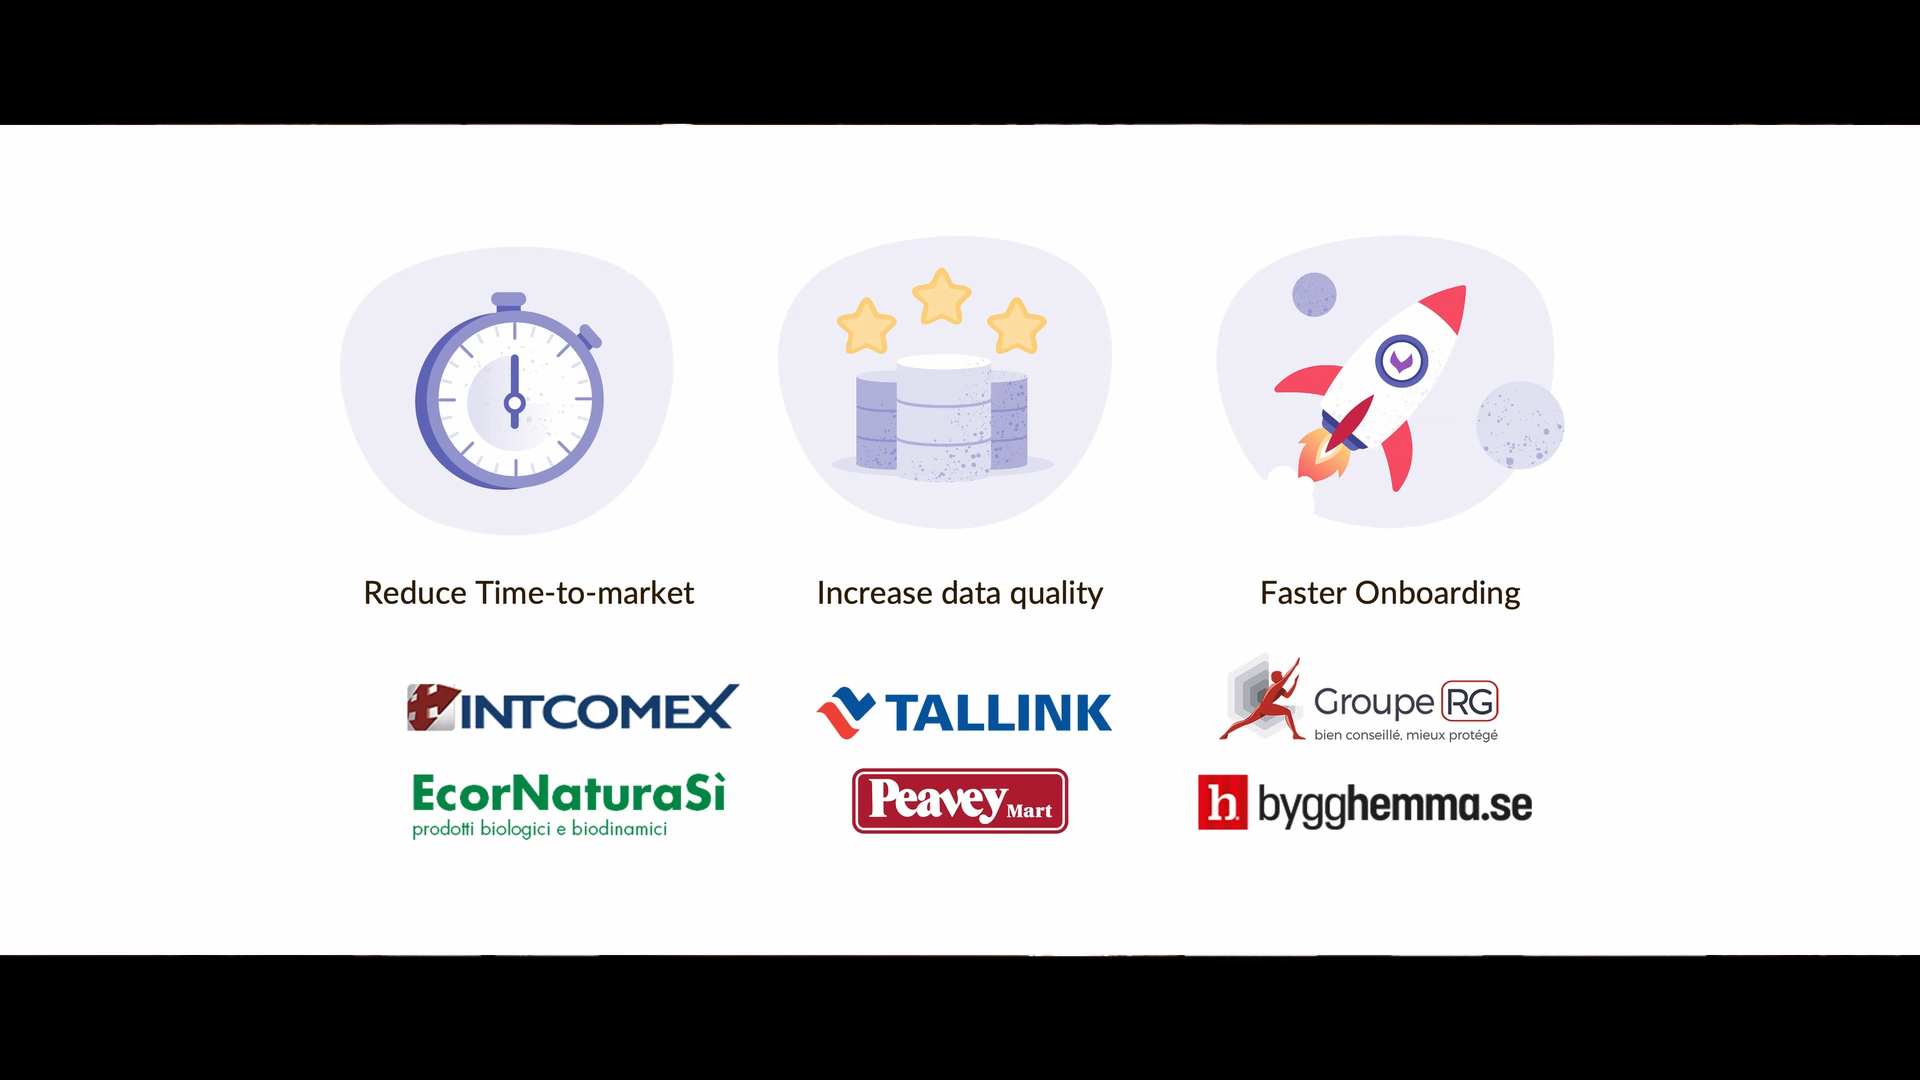 Reduce Time-to-market
Increase data quality
Faster Onboarding
INTCOMEX
TALLINK
Groupe RG
bien conseillé, mieux protégé
EcorNaturaSì
prodotti biologici e biodinamici
Peavey Mart
h. bygghemma.se